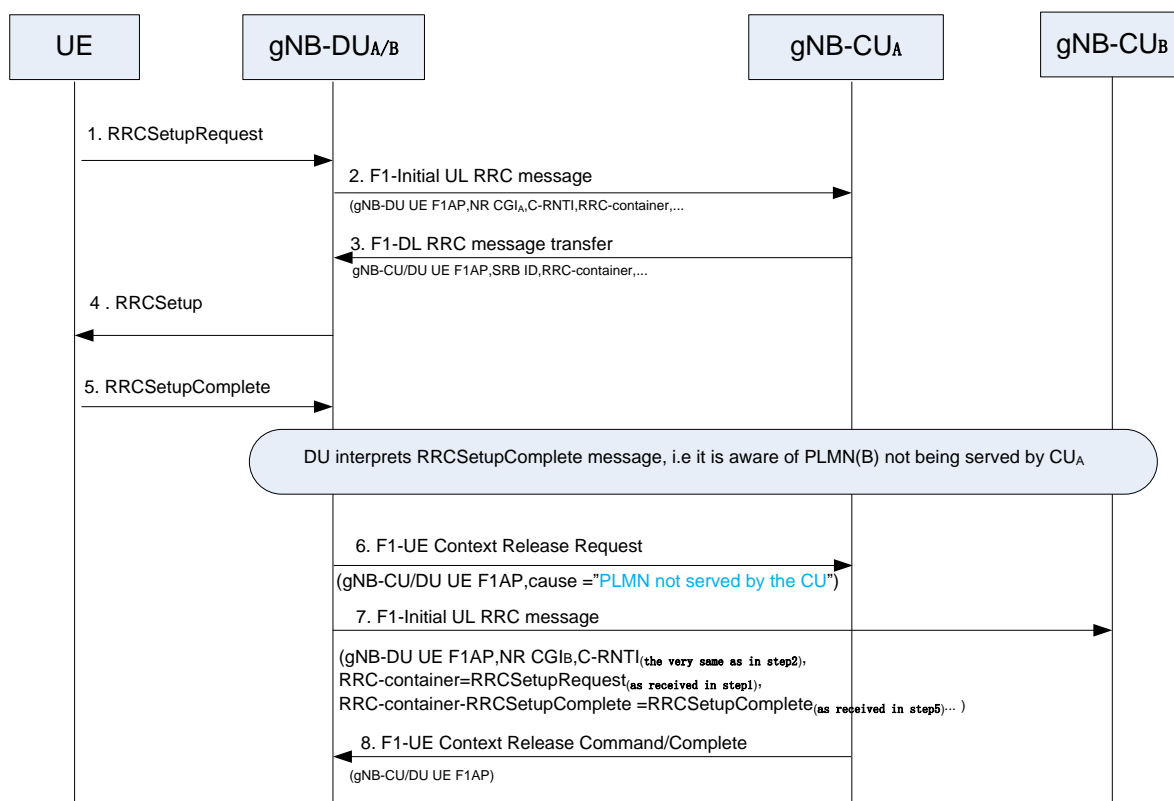 UE
gNB-DUA/B
gNB-CUA
gNB-CUB
1. RRCSetupRequest
2. F1-Initial UL RRC message
(gNB-DU UE F1AP,NR CGIA,C-RNTI,RRC-container,...
3. F1-DL RRC message transfer
gNB-CU/DU UE F1AP,SRB ID,RRC-container,...
4 . RRCSetup
5. RRCSetupComplete
DU interprets RRCSetupComplete message, i.e it is aware of PLMN(B) not being served by CUA
6. F1-UE Context Release Request
(gNB-CU/DU UE F1AP,cause ="PLMN not served by the CU")
7. F1-Initial UL RRC message
(gNB-DU UE F1AP,NR CGIB,C-RNTI(the very same as in step2),
RRC-container=RRCSetupRequest(as received in step1),
RRC-container-RRCSetupComplete =RRCSetupComplete(as received in step5)... )
8. F1-UE Context Release Command/Complete
(gNB-CU/DU UE F1AP)